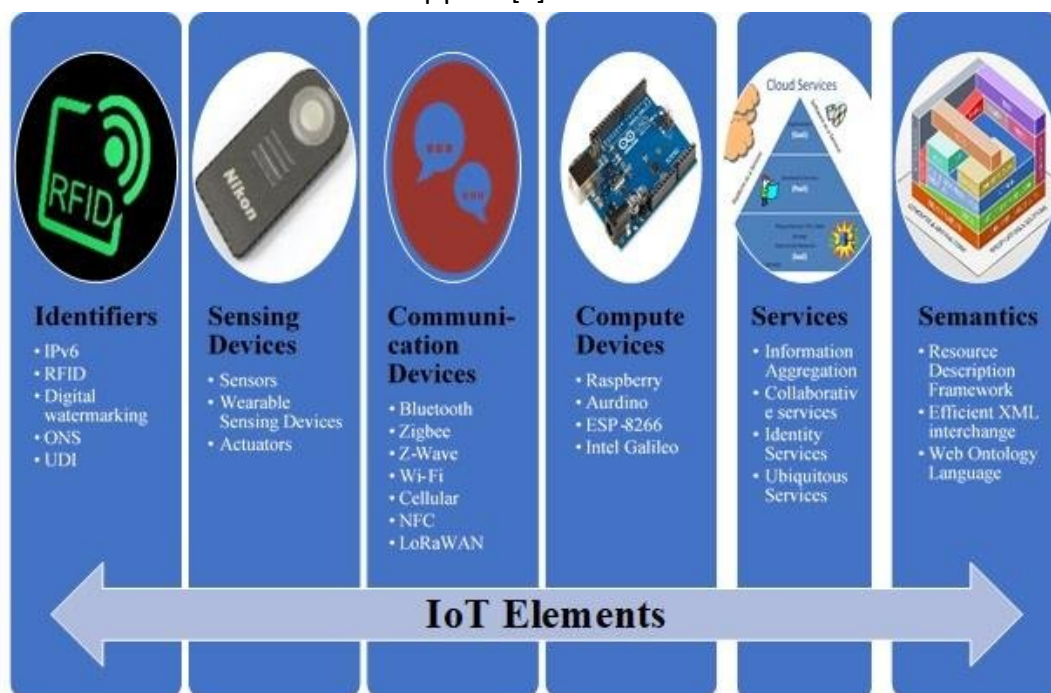 RFID
Nikon
Cloud Services
Identifiers
• IPv6
• RFID
• Digital
watermarking
• ONS
• UDI
Sensing
Devices
• Sensors
• Wearable
Sensing Devices
• Actuators
Communi-
cation
Devices
• Bluetooth
• Zigbee
• Z-Wave
• Wi-Fi
• Cellular
• NFC
• LoRaWAN
Compute
Devices
• Raspberry
• Aurdino
• ESP-8266
• Intel Galileo
Services
• Information
Aggregation
• Collaborativ
e services
• Identity
Services
• Ubiquitous
Services
Semantics
• Resource
Description
Framework
• Efficient XML
interchange
• Web Ontology
Language
IoT Elements